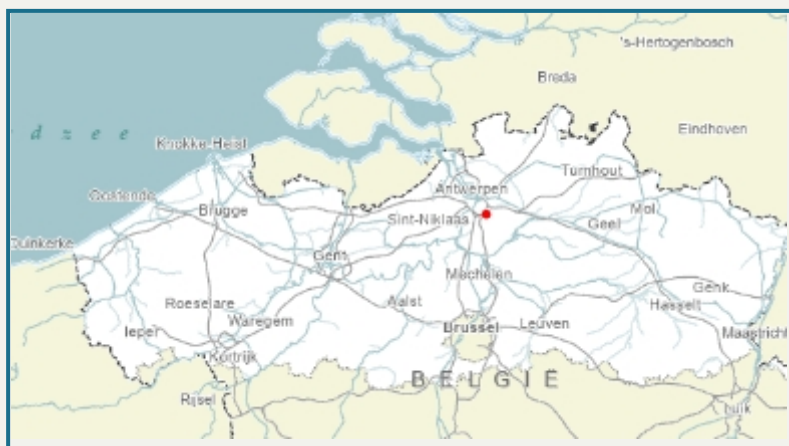 's-Hertogenbosch
Breda
d z e e
Eindhoven
Knokke-Heist
Turnhout
Antwerpen
Oostende
Brugge
Sint-Niklaas
Mol
Geel
Duinkerke
Gent
Mechelen
Genk
Roeselare
Aalst
Hasselt
Waregem
Brussel
Leuven
Ieper
Maastricht
Kortrijk
BELGIË
Rijsel
Luik